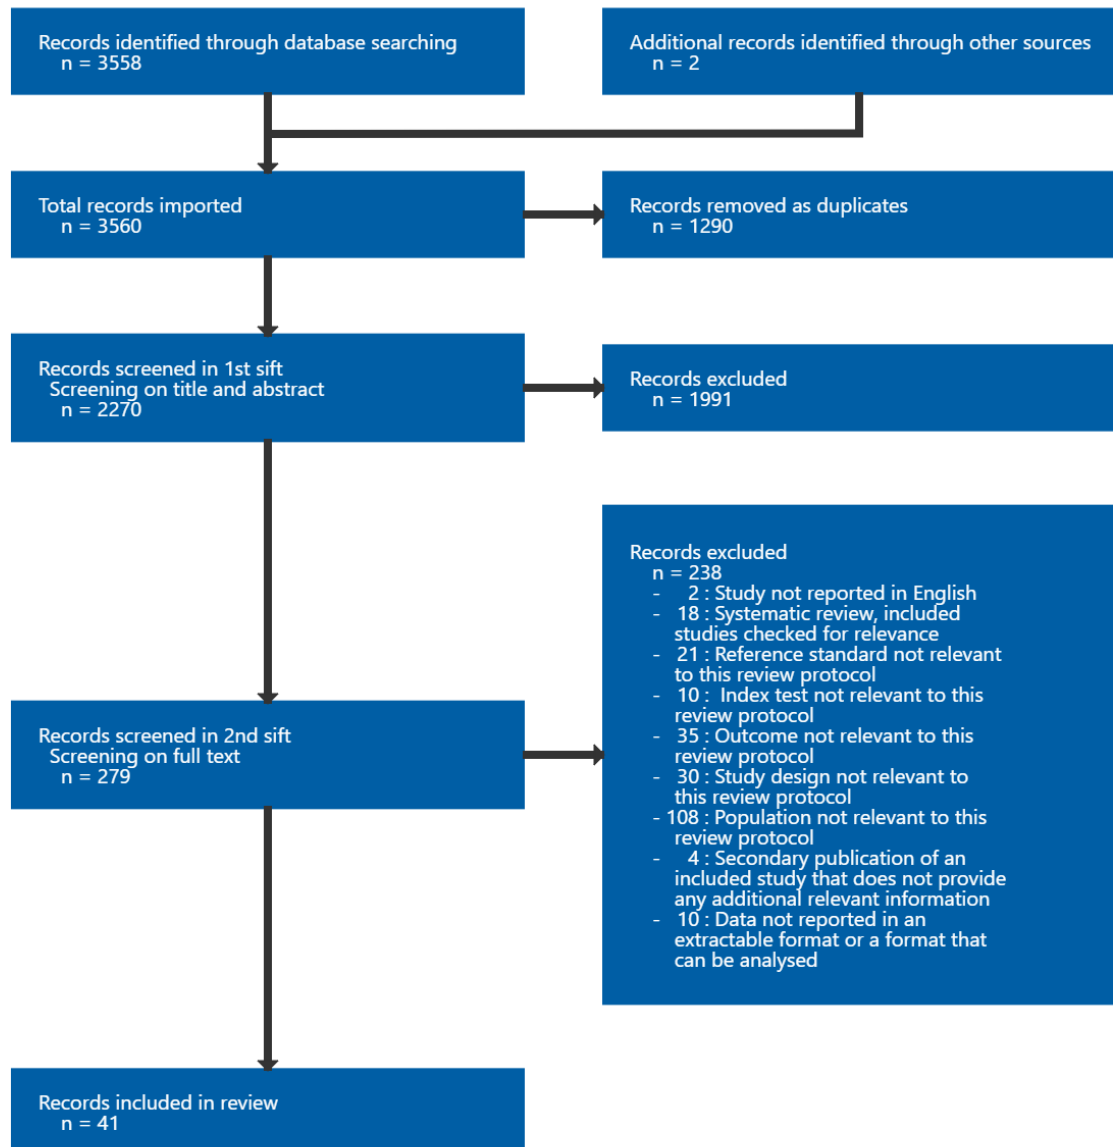 Records identified through database searching
n = 3558
Additional records identified through other sources
n = 2
Total records imported
n = 3560
Records removed as duplicates
n = 1290
Records screened in 1st sift
Screening on title and abstract
n = 2270
Records excluded
n = 1991
Records screened in 2nd sift
Screening on full text
n = 279
Records excluded
n = 238
- 2 : Study not reported in English
- 18 : Systematic review, included
studies checked for relevance
- 21 : Reference standard not relevant
to this review protocol
- 10 : Index test not relevant to this
review protocol
- 35 : Outcome not relevant to this
review protocol
- 30 : Study design not relevant to
this review protocol
- 108 : Population not relevant to this
review protocol
- 4 : Secondary publication of an
included study that does not provide
any additional relevant information
- 10 : Data not reported in an
extractable format or a format that
can be analysed
Records included in review
n = 41